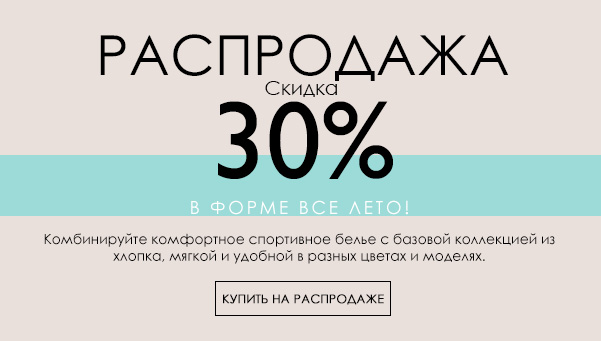 РАСПРОДАЖА
Скидка
30%
В ФОРМЕ ВСЕ ЛЕТО!
Комбинируйте комфортное спортивное белье с базовой коллекцией из
хлопка, мягкой и удобной в разных цветах и моделях.
КУПИТЬ НА РАСПРОДАЖЕ